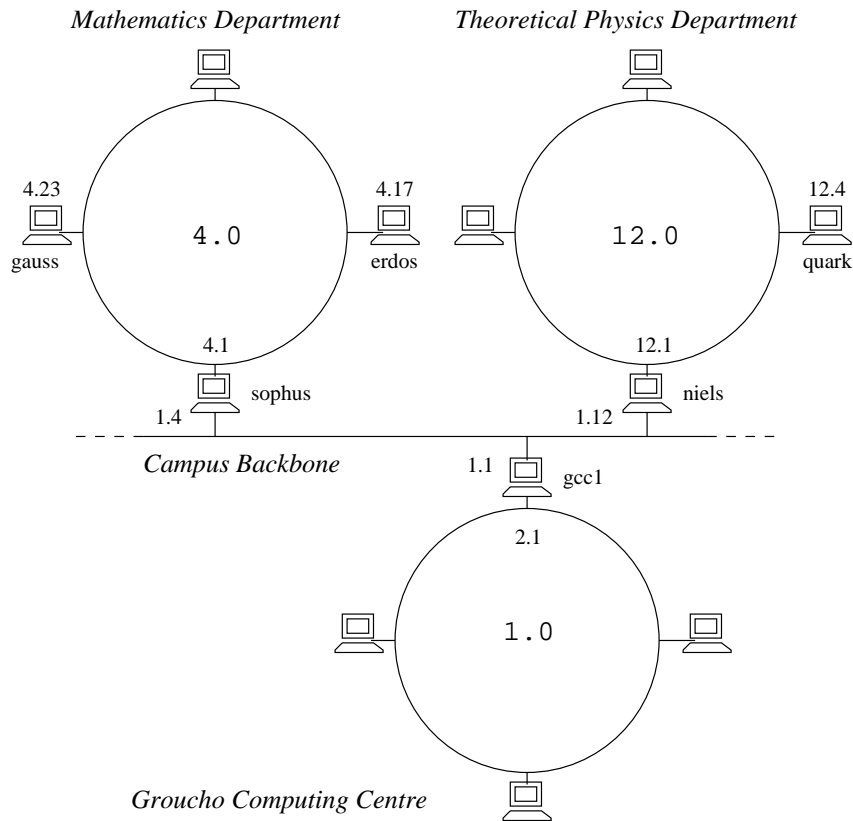 Mathematics Department
Theoretical Physics Department
4.23
4.17
12.4
4.0
12.0
gauss
erdos
quark
4.1
12.1
sophus
niels
1.4
1.12
Campus Backbone
1.1
gcc1
2.1
1.0
Groucho Computing Centre